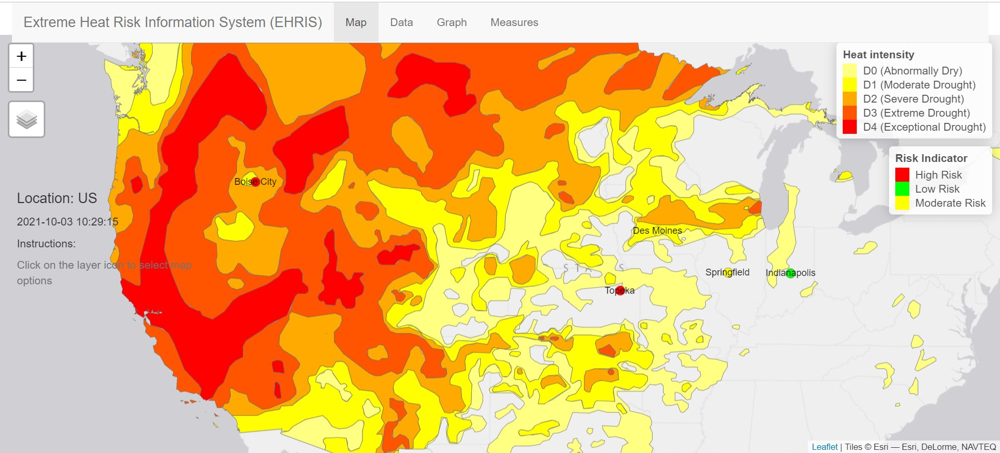 Extreme Heat Risk Information System (EHRIS)
Map
Data
Graph
Measures
+
−
Heat intensity
D0 (Abnormally Dry)
D1 (Moderate Drought)
D2 (Severe Drought)
D3 (Extreme Drought)
D4 (Exceptional Drought)
Risk Indicator
High Risk
Low Risk
Moderate Risk
Boise City
Location: US
2021-10-03 10:29:15
Instructions:
Click on the layer icon to select map
options
Des Moines
Springfield
Indianapolis
Topeka
Leaflet | Tiles © Esri — Esri, DeLorme, NAVTEQ